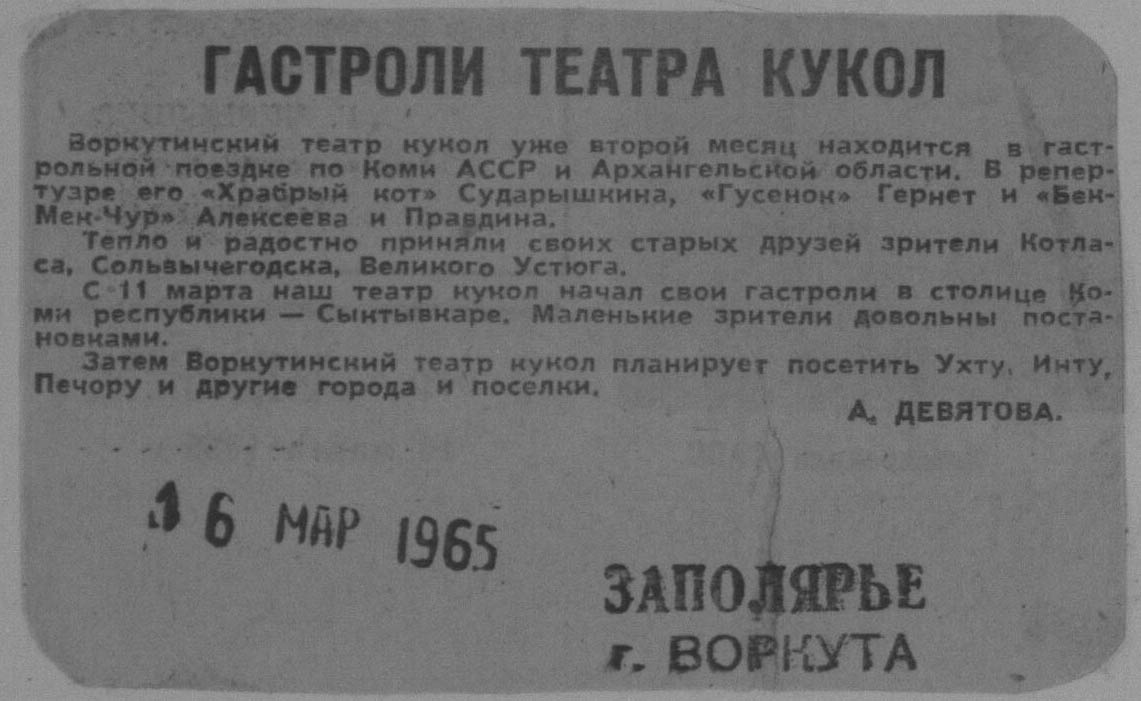 ГАСТРОЛИ ТЕАТРА КУКОЛ
Воркутинский театр кукол уже второй месяц находится в гаст-
рольной поездке по Коми АССР и Архангельской области. В репер-
туаре его «Храбрый кот» Сударышкина, «Гусенок» Гернет и «Бек-
Мек-Чур» Алексеева и Правдина.
Тепло и радостно приняли своих старых друзей зрители Котла-
са, Сольвычегодска, Великого Устюга.
С 11 марта наш театр кукол начал свои гастроли в столице Ко-
ми республики — Сыктывкаре. Маленькие зрители довольны поста-
новками.
Затем Воркутинский театр кукол планирует посетить Ухту, Инту,
Печору и другие города и поселки.
А. ДЕВЯТОВА.
16 МАР 1965
ЗАПОЛЯРЬЕ
г. ВОРКУТА